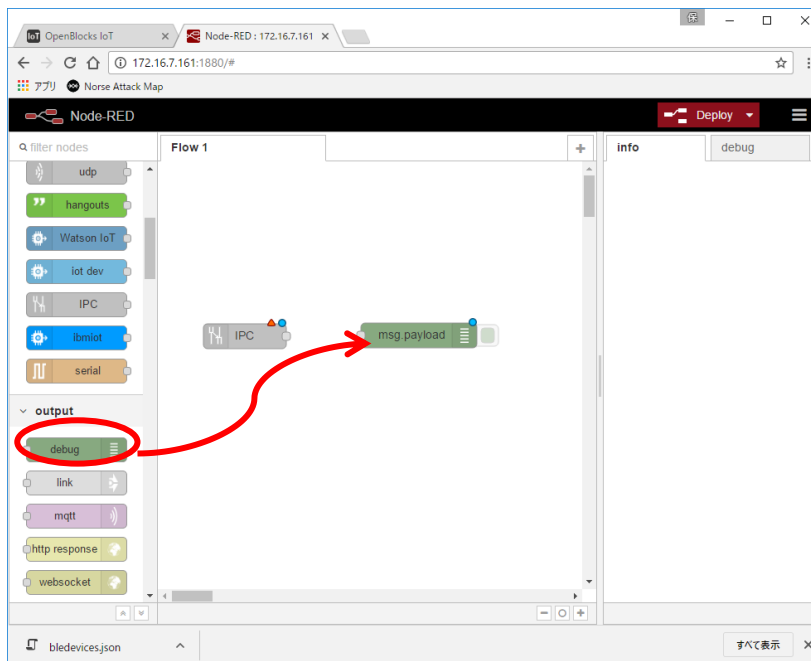 保
OpenBlocks IoT
Node-RED : 172.16.7.161
172.16.7.161:1880/#
アプリ Norse Attack Map
Node-RED
Deploy
filter nodes
Flow 1
info
debug
udp
hangouts
Watson IoT
iot dev
IPC
ibmiot
serial
IPC
msg.payload
output
debug
link
mqtt
http response
websocket
bledevices.json
すべて表示